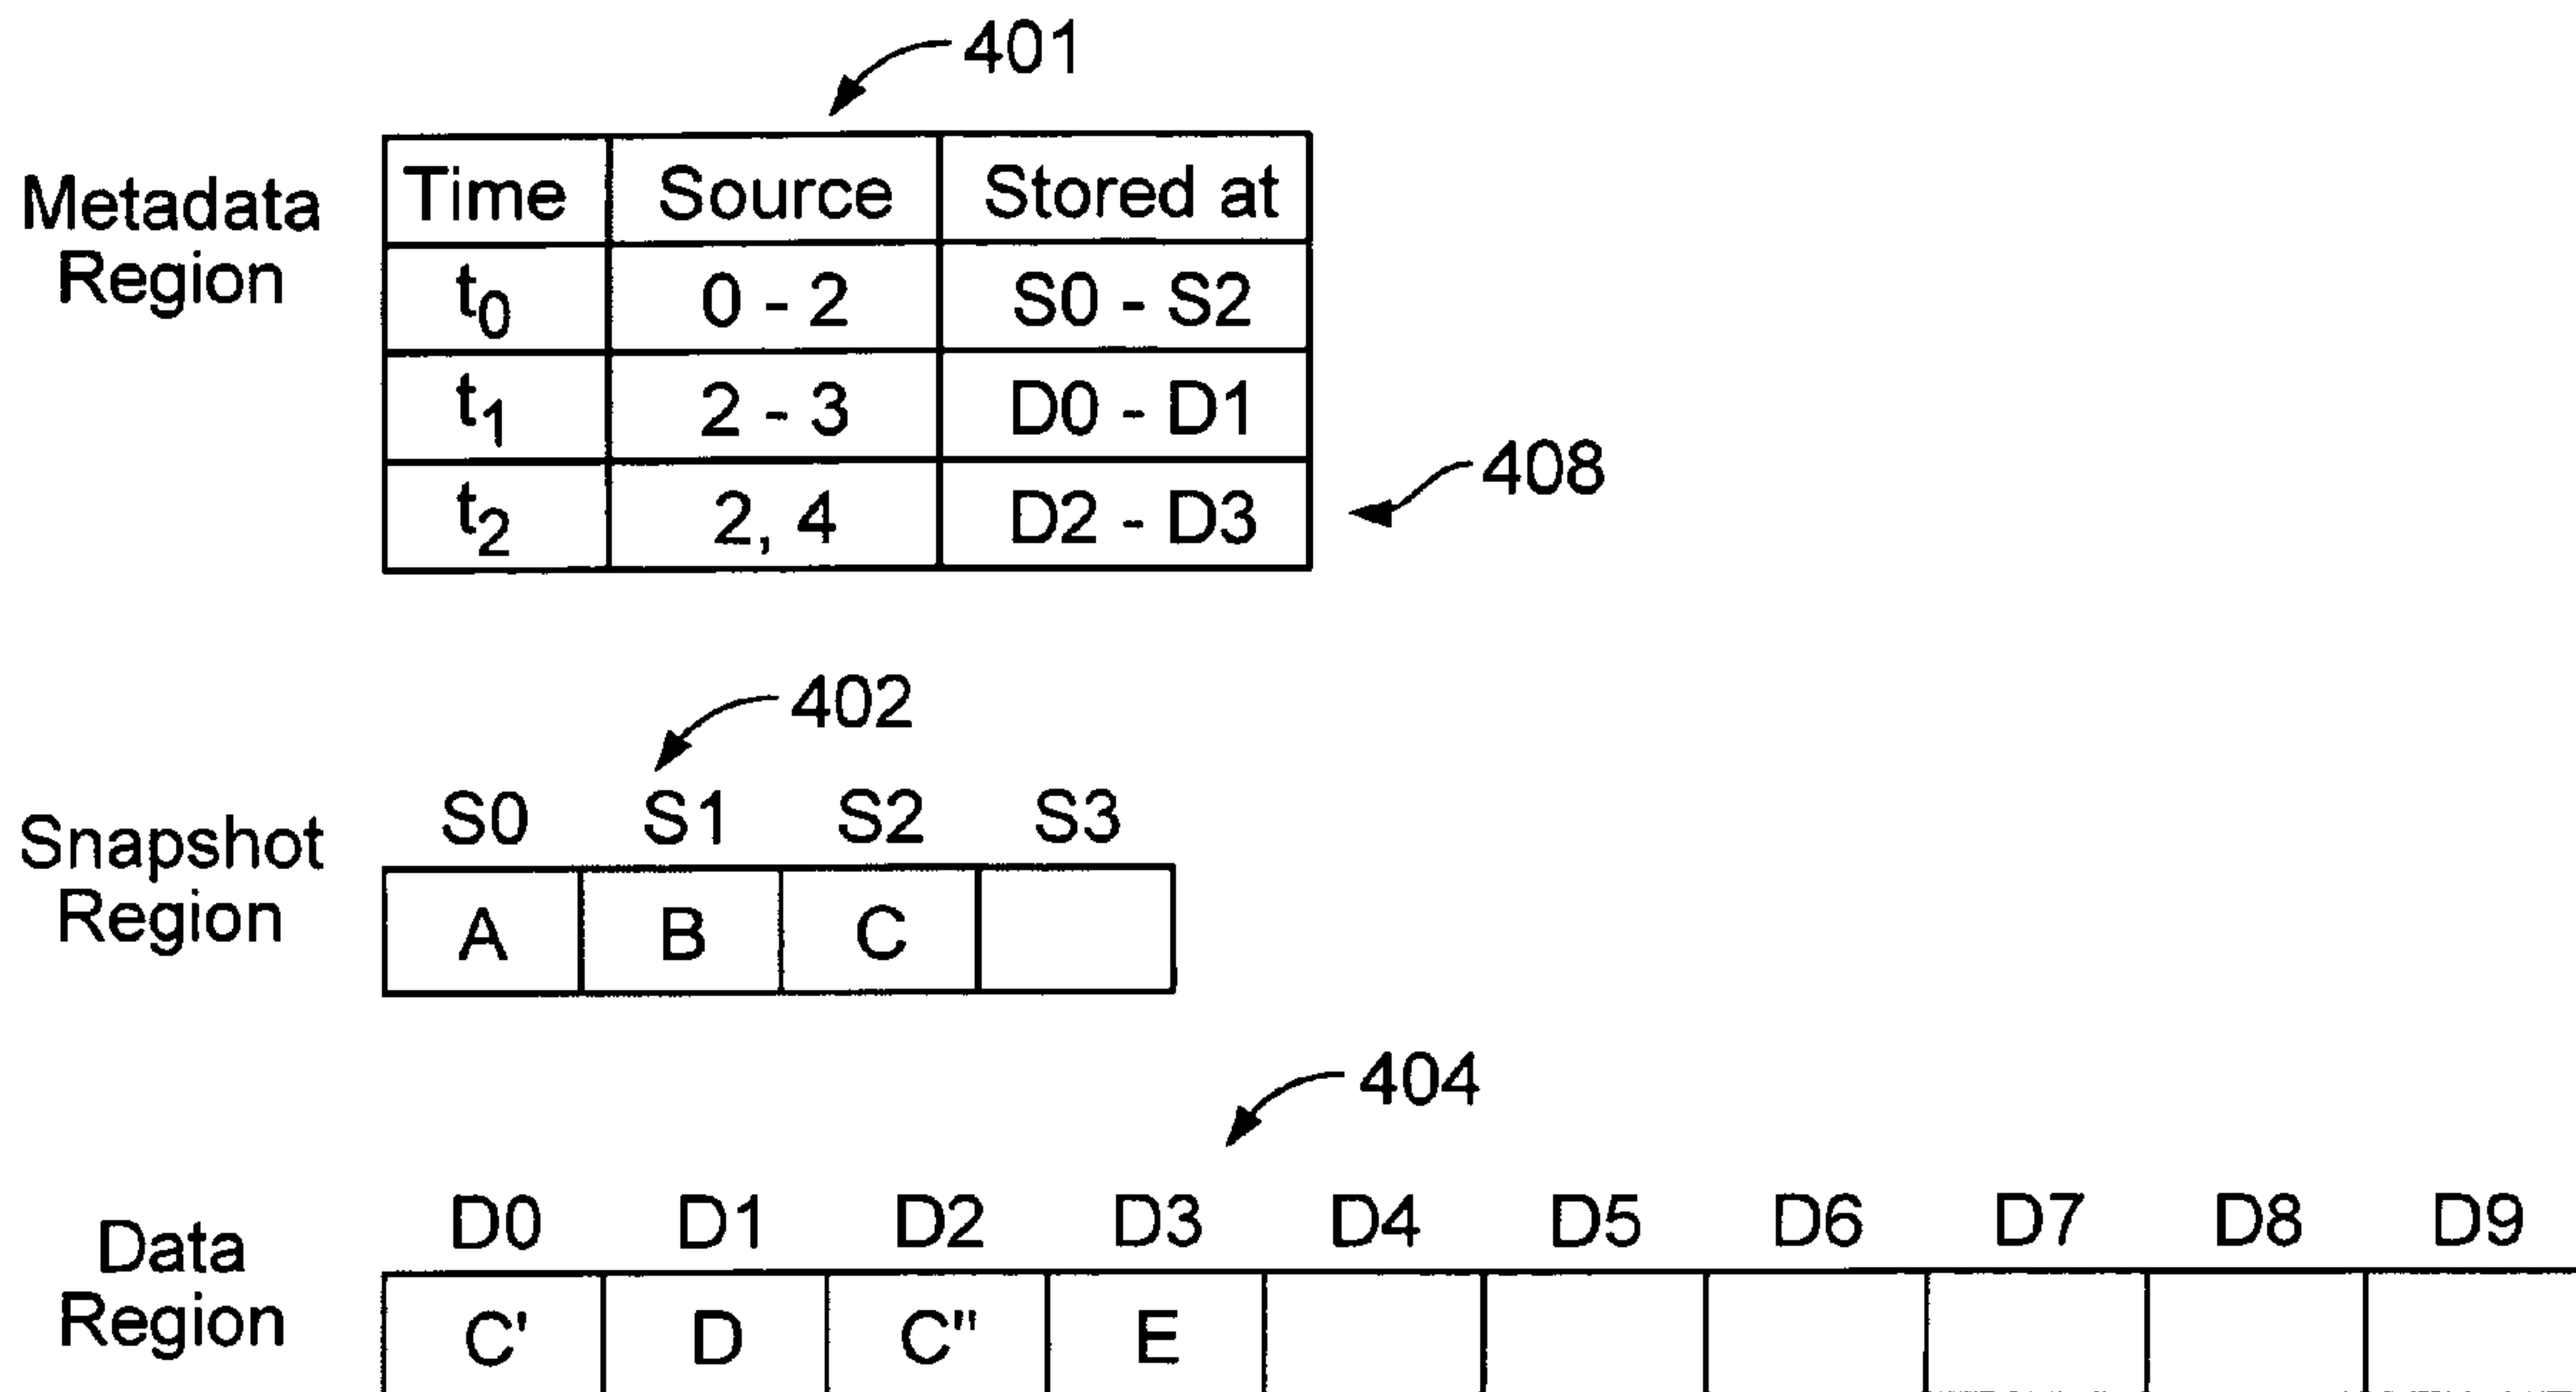 401
Metadata
Region
Time Source Stored at
t0 0 - 2 S0 - S2
t1 2 - 3 D0 - D1
t2 2, 4 D2 - D3
408
402
Snapshot
Region
S0 S1 S2 S3
A B C
404
Data
Region
D0 D1 D2 D3 D4 D5 D6 D7 D8 D9
C' D C" E